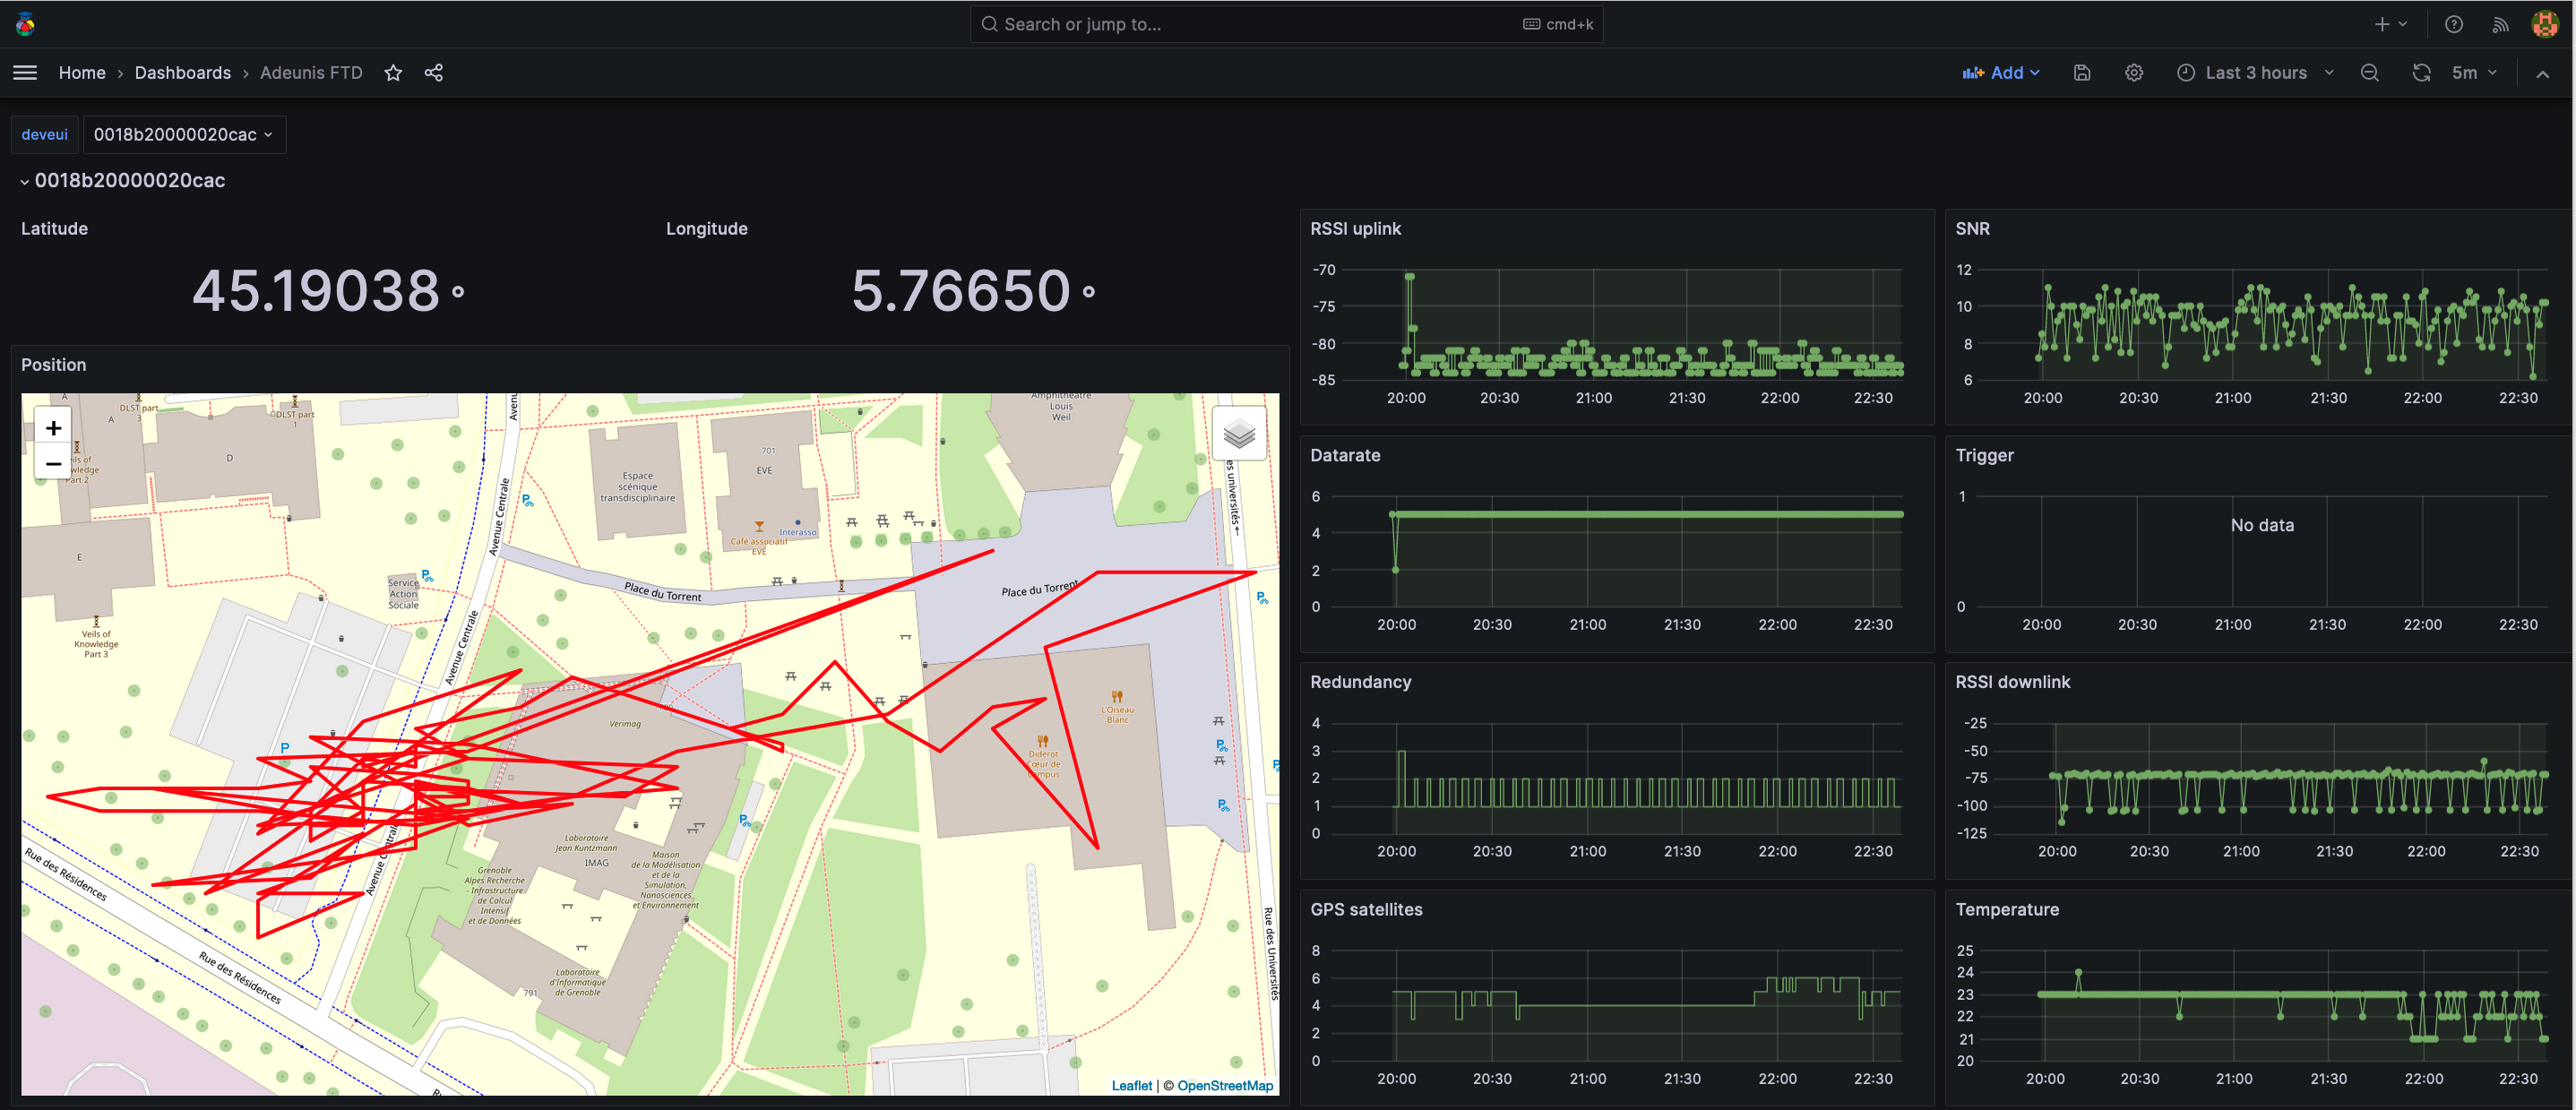 Search or jump to...
cmd+k
Home
Dashboards
Adeunis FTD
Add
Last 3 hours
5m
deveui
0018b20000020cac
0018b20000020cac
Latitude
45.19038 °
Longitude
5.76650 °
Position
+
−
A
A
DLST part
3
DLST part
1
D
Part 2
E
Veils of
Knowledge
Part 3
Service
Action
Sociale
Avenue Centrale
Avenue Centrale
Avenue Centrale
Espace
scénique
transdisciplinaire
701
EVE
Café associatif
EVE
Interasso
Amphithéâtre
Louis
Weil
Place du Torrent
Place du Torrent
Verimag
L'Oiseau
Blanc
Diderot
Cœur de
Campus
P
Laboratoire
Jean Kuntzmann
IMAG
Maison
de la Modélisation
et de la
Simulation,
Nanosciences
et Environnement
Grenoble
Alpes Recherche
- Infrastructure
de Calcul
Intensif
et de Données
Laboratoire
d'Informatique
de Grenoble
791
Rue des Résidences
Rue des Résidences
Rue des Universités
Leaflet | © OpenStreetMap
RSSI uplink
-70
-75
-80
-85
20:00 20:30 21:00 21:30 22:00 22:30
SNR
12
10
8
6
20:00 20:30 21:00 21:30 22:00 22:30
Datarate
6
4
2
0
20:00 20:30 21:00 21:30 22:00 22:30
Trigger
1
No data
0
20:00 20:30 21:00 21:30 22:00 22:30
Redundancy
4
3
2
1
0
20:00 20:30 21:00 21:30 22:00 22:30
RSSI downlink
-25
-50
-75
-100
-125
20:00 20:30 21:00 21:30 22:00 22:30
GPS satellites
8
6
4
2
0
20:00 20:30 21:00 21:30 22:00 22:30
Temperature
25
24
23
22
21
20
20:00 20:30 21:00 21:30 22:00 22:30